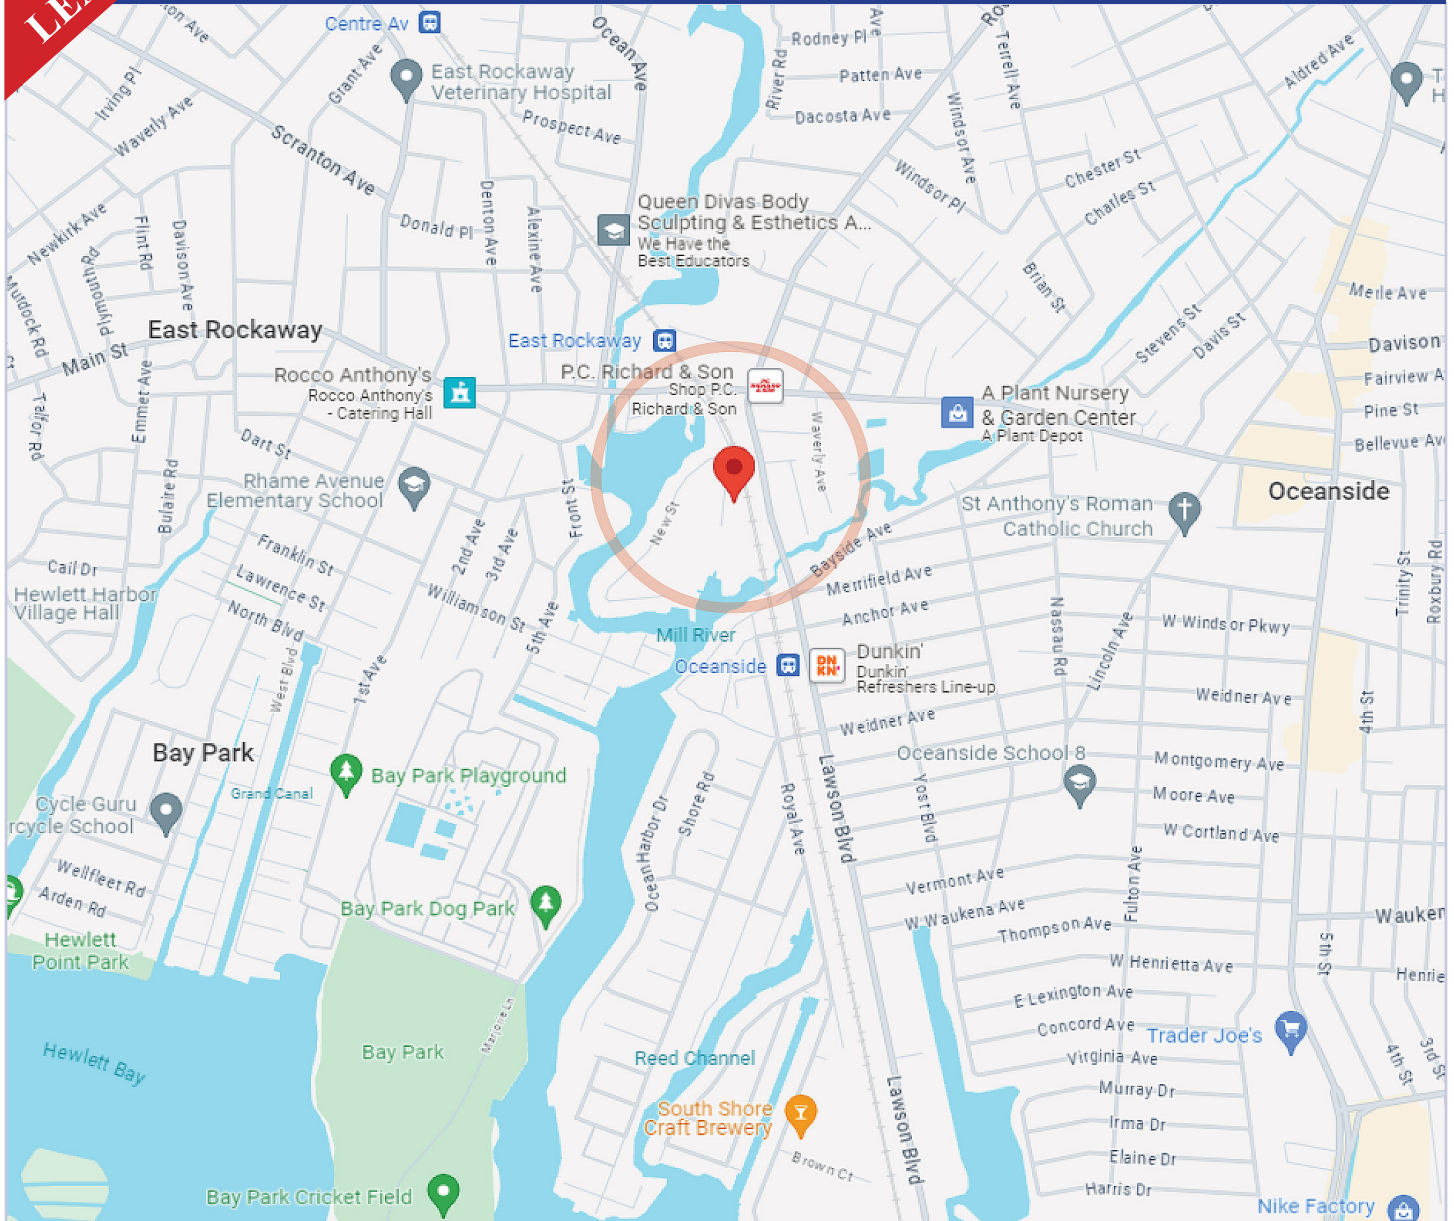 Centre Av
East Rockaway
Veterinary Hospital
Ocean Ave
Rodney Pl
Patten Ave
Dacosta Ave
River Rd
Terrell Ave
Windsor Ave
Windsor Pl
Aldred Ave
Chester St
Charles St
Brian St
Stevens St
Davis St
Irving Pl
Waverly Ave
Grant Ave
Scranton Ave
Prospect Ave
Newkirk Ave
Flint Rd
Davison Ave
Plymouth Rd
Murdock Rd
Donald Pl
Denton Ave
Alexine Ave
Queen Divas Body
Sculpting & Esthetics A...
We Have the
Best Educators
East Rockaway
Main St
East Rockaway
Rocco Anthony's
Rocco Anthony's
- Catering Hall
P.C. Richard & Son
Shop P.C.
Richard & Son
Waverly Ave
A Plant Nursery
& Garden Center
A Plant Depot
Merle Ave
Davison
Fairview A
Pine St
Bellevue Av
Oceanside
Talfor Rd
Emmet Ave
Bulaire Rd
Dart St
Rhame Avenue
Elementary School
Front St
New St
St Anthony's Roman
Catholic Church
Bayside Ave
Merrifield Ave
Anchor Ave
Cail Dr
Hewlett Harbor
Village Hall
Franklin St
Lawrence St
North Blvd
West Blvd
1st Ave
2nd Ave
3rd Ave
Williamson St
5th Ave
Mill River
Oceanside
Dunkin'
Dunkin'
Refreshers Line-up
Nassau Rd
Lincoln Ave
W Windsor Pkwy
Trinity St
Roxbury Rd
Weidner Ave
4th St
Weidner Ave
Bay Park
Bay Park Playground
Grand Canal
Cycle Guru
rcycle School
Oceanside School 8
Montgomery Ave
Moore Ave
W Cortland Ave
Ocean Harbor Dr
Shore Rd
Royal Ave
Lawson Blvd
Yost Blvd
Wellfleet Rd
Arden Rd
Bay Park Dog Park
Vermont Ave
W Waukena Ave
Fulton Ave
Thompson Ave
Wauken
Hewlett
Point Park
W Henrietta Ave
5th St
Henrie
E Lexington Ave
Concord Ave
Virginia Ave
Trader Joe's
4th St
3rd St
Marjorie Ln
Hewlett Bay
Bay Park
Reed Channel
South Shore
Craft Brewery
Murray Dr
Irma Dr
Elaine Dr
Harris Dr
Lawson Blvd
Brown Ct
Bay Park Cricket Field
Nike Factory